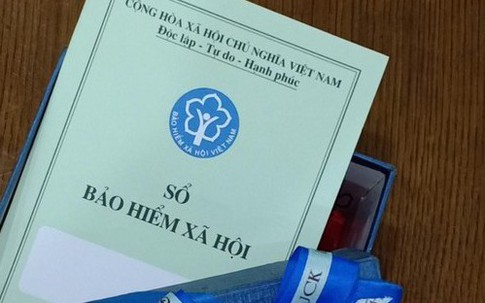 CỘNG HÒA XÃ HỘI CHỦ NGHĨA VIỆT NAM
Độc lập - Tự do - Hạnh phúc
BẢO HIỂM XÃ HỘI VIỆT NAM
SỔ
BẢO HIỂM XÃ HỘI
UCK